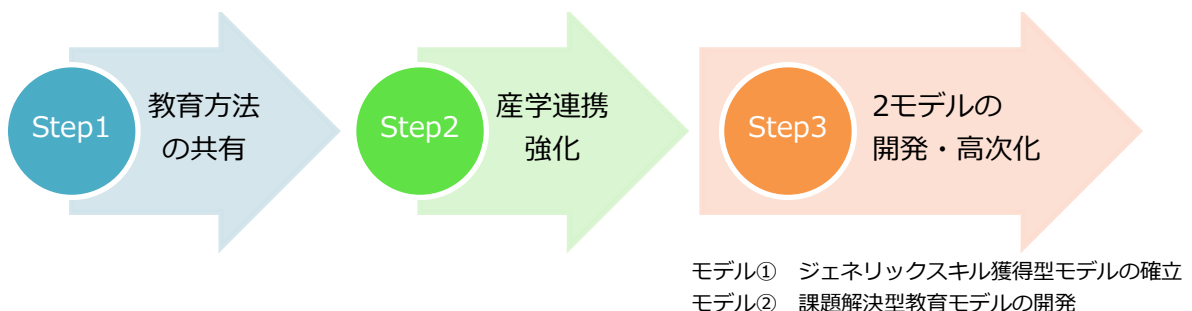 Step1
教育方法
の共有
Step2
産学連携
強化
Step3
2モデルの
開発・高次化
モデル①　ジェネリックスキル獲得型モデルの確立
モデル②　課題解決型教育モデルの開発